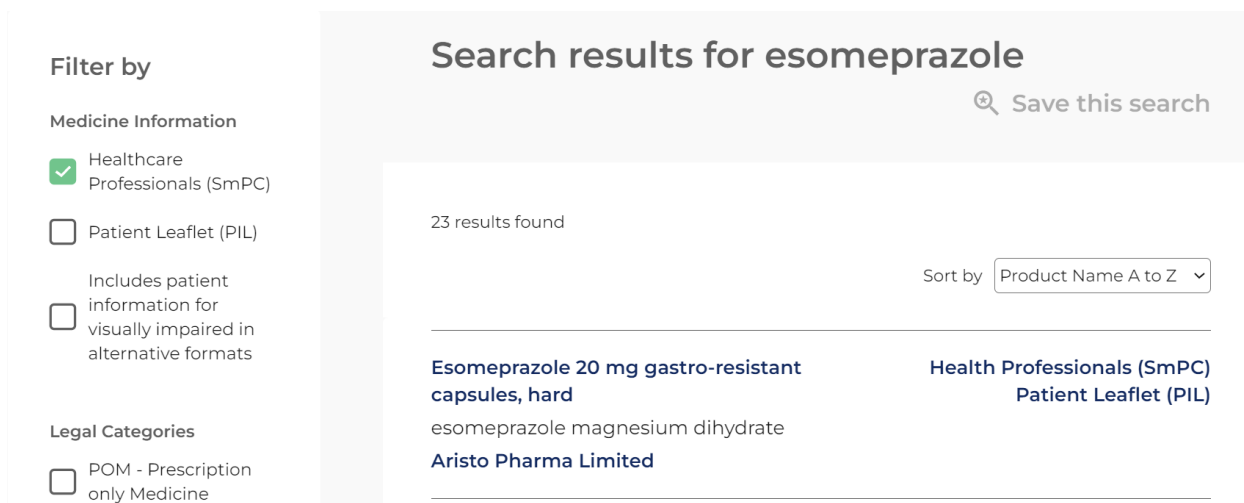 Filter by
Medicine Information
Healthcare
Professionals (SmPC)
Patient Leaflet (PIL)
Includes patient
information for
visually impaired in
alternative formats
Legal Categories
POM - Prescription
only Medicine
Search results for esomeprazole
Save this search
23 results found
Sort by Product Name A to Z
Esomeprazole 20 mg gastro-resistant
capsules, hard
esomeprazole magnesium dihydrate
Aristo Pharma Limited
Health Professionals (SmPC)
Patient Leaflet (PIL)